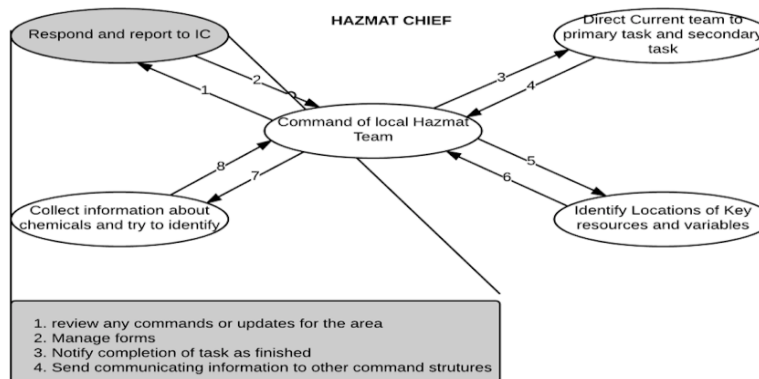 HAZMAT CHIEF
Respond and report to IC
Direct Current team to
primary task and secondary
task
1
2
3
4
Command of local Hazmat
Team
8
7
5
6
Collect information about
chemicals and try to identify
Identify Locations of Key
resources and variables
1. review any commands or updates for the area
2. Manage forms
3. Notify completion of task as finished
4. Send communicating information to other command strutures